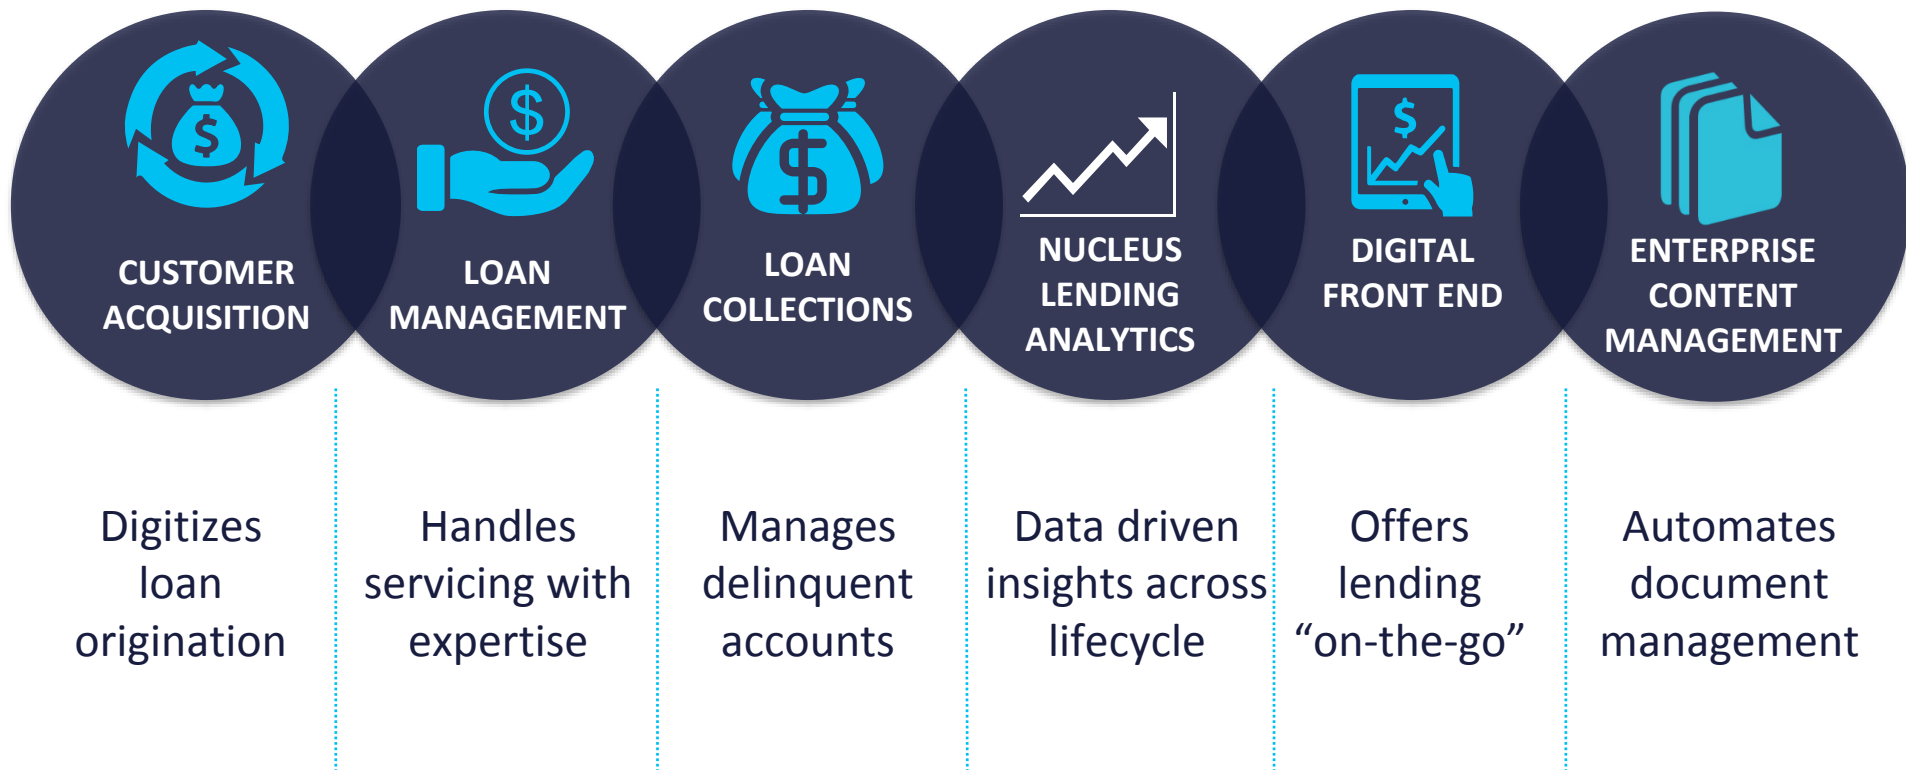 CUSTOMER
ACQUISITION
LOAN
MANAGEMENT
LOAN
COLLECTIONS
NUCLEUS
LENDING
ANALYTICS
DIGITAL
FRONT END
ENTERPRISE
CONTENT
MANAGEMENT
Digitizes
loan
origination
Handles
servicing with
expertise
Manages
delinquent
accounts
Data driven
insights across
lifecycle
Offers
lending
“on-the-go”
Automates
document
management